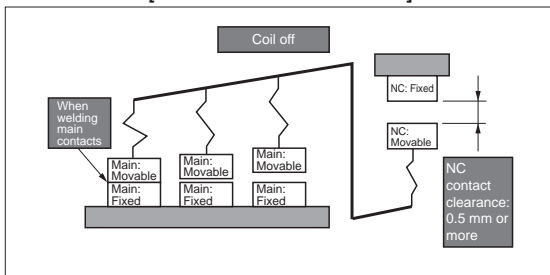 Coil off
NC: Fixed
When
welding
main
contacts
NC:
Movable
Main:
Movable
Main:
Movable
Main:
Movable
Main:
Fixed
Main:
Fixed
Main:
Fixed
NC
contact
clearance:
0.5 mm or
more